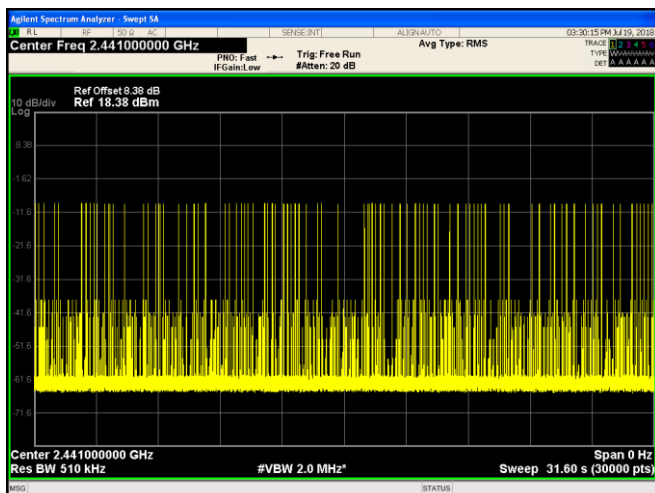 Agilent Spectrum Analyzer - Swept SA
RL RF 50 Ω AC SENSE:INT ALIGN AUTO 03:30:15 PM Jul 19, 2018
Center Freq 2.441000000 GHz Avg Type: RMS TRACE 1 2 3 4 5 6
PNO: Fast Trig: Free Run TYPE
IFGain:Low #Atten: 20 dB DET A A A A A A
Ref Offset 8.38 dB
10 dB/div Ref 18.38 dBm
Log
8.38
-1.62
-11.6
-21.6
-31.6
-41.6
-51.6
-61.6
-71.6
Center 2.441000000 GHz Span 0 Hz
Res BW 510 kHz #VBW 2.0 MHz* Sweep 31.60 s (30000 pts)
MSG STATUS